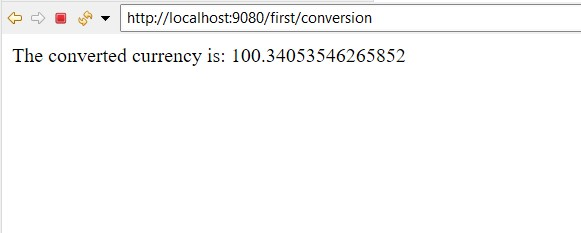 http://localhost:9080/first/conversion
The converted currency is: 100.34053546265852